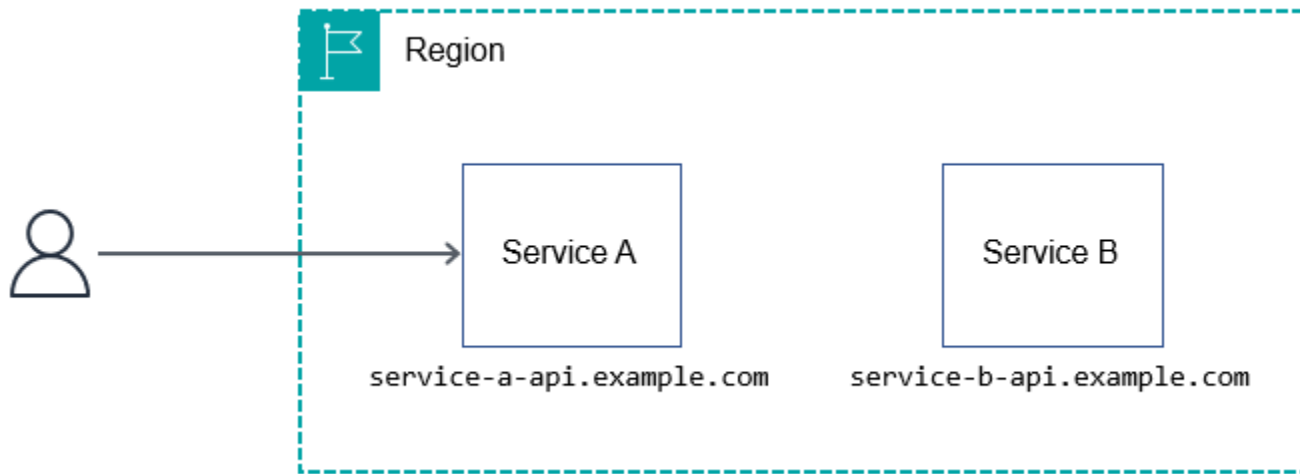 Region
Service A
Service B
service-a-api.example.com
service-b-api.example.com